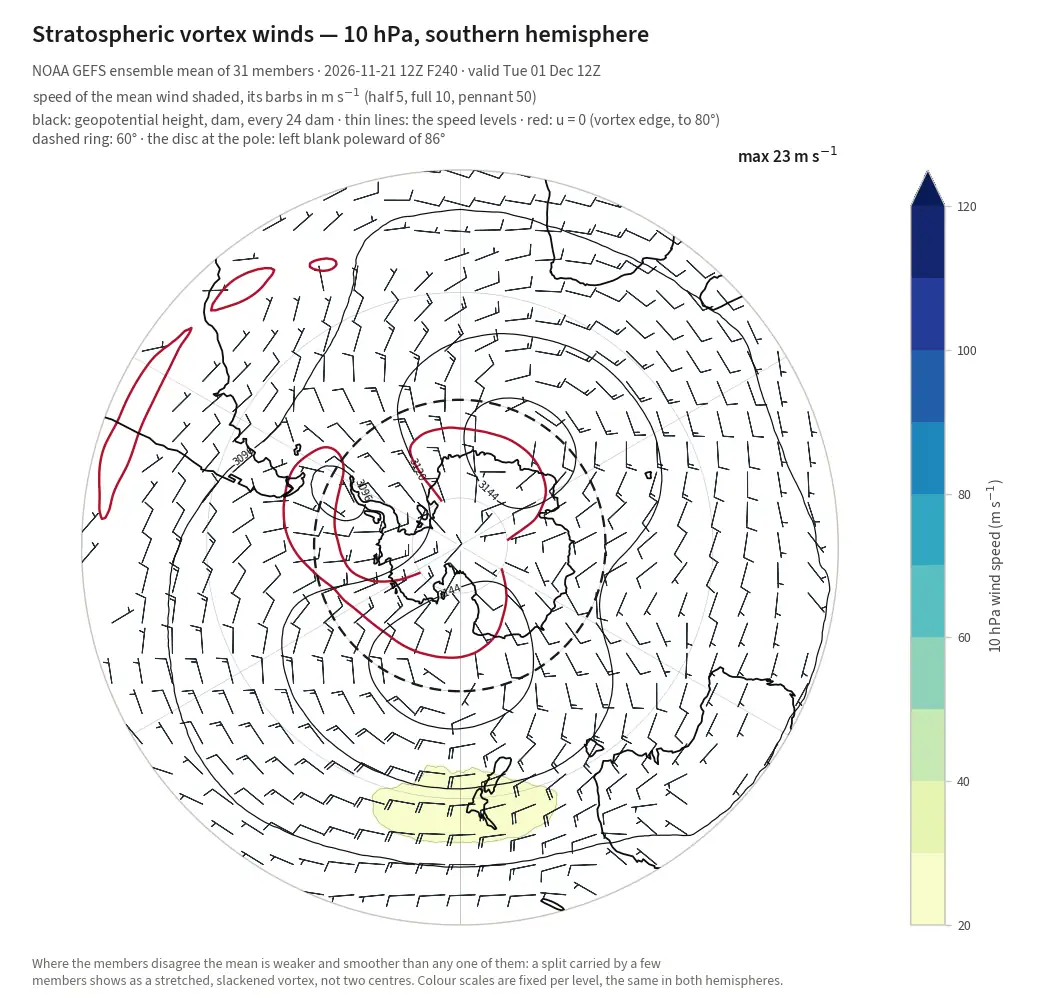 Stratospheric vortex winds — 10 hPa, southern hemisphere
NOAA GEFS ensemble mean of 31 members · 2026-11-21 12Z F240 · valid Tue 01 Dec 12Z
speed of the mean wind shaded, its barbs in m s⁻¹ (half 5, full 10, pennant 50)
black: geopotential height, dam, every 24 dam · thin lines: the speed levels · red: u = 0 (vortex edge, to 80°)
dashed ring: 60° · the disc at the pole: left blank poleward of 86°
max 23 m s⁻¹
120
100
80
60
40
20
10 hPa wind speed (m s⁻¹)
3096
3120
3096
3144
3144
Where the members disagree the mean is weaker and smoother than any one of them: a split carried by a few
members shows as a stretched, slackened vortex, not two centres. Colour scales are fixed per level, the same in both hemispheres.